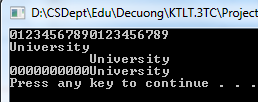 D:\CSDept\Edu\Decuong\KTLT.3TC\Project
01234567890123456789
University
          University
0000000000University
Press any key to continue . . .